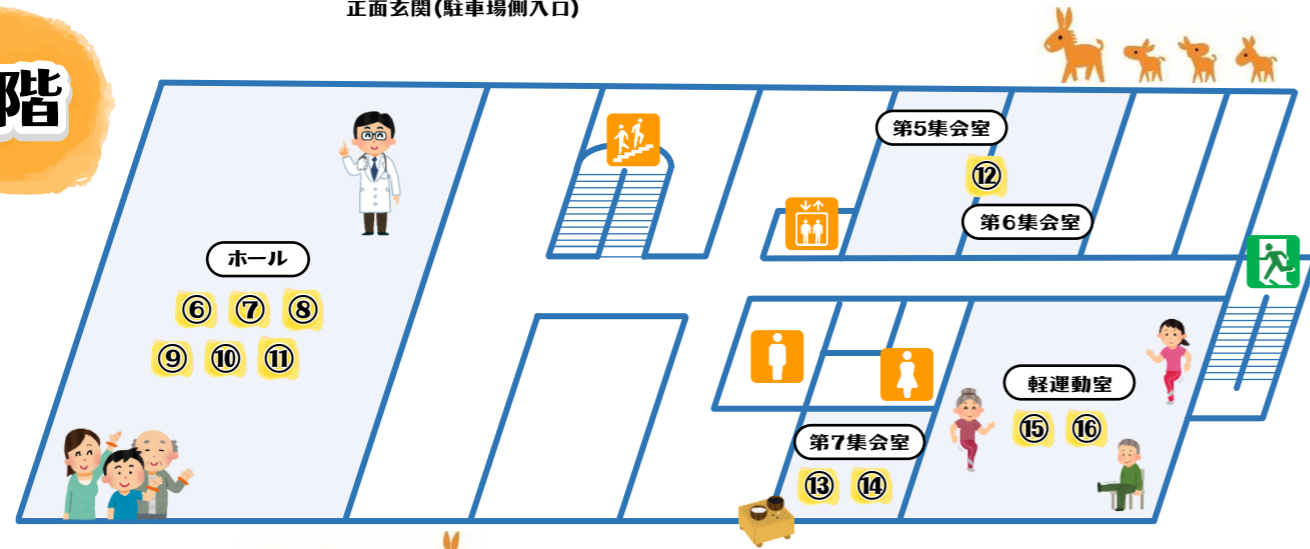 正面玄関(駐車場側入口)
階
第5集会室
⑫
第6集会室
ホール
⑥ ⑦ ⑧
⑨ ⑩ ⑪
軽運動室
⑮ ⑯
第7集会室
⑬ ⑭